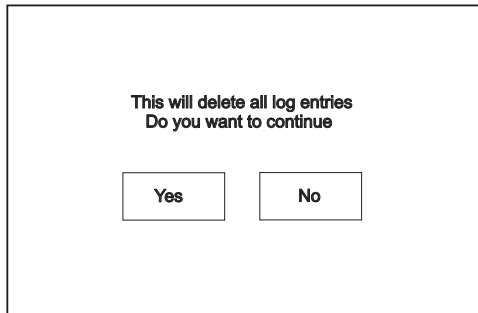 This will delete all log entries
Do you want to continue
Yes
No